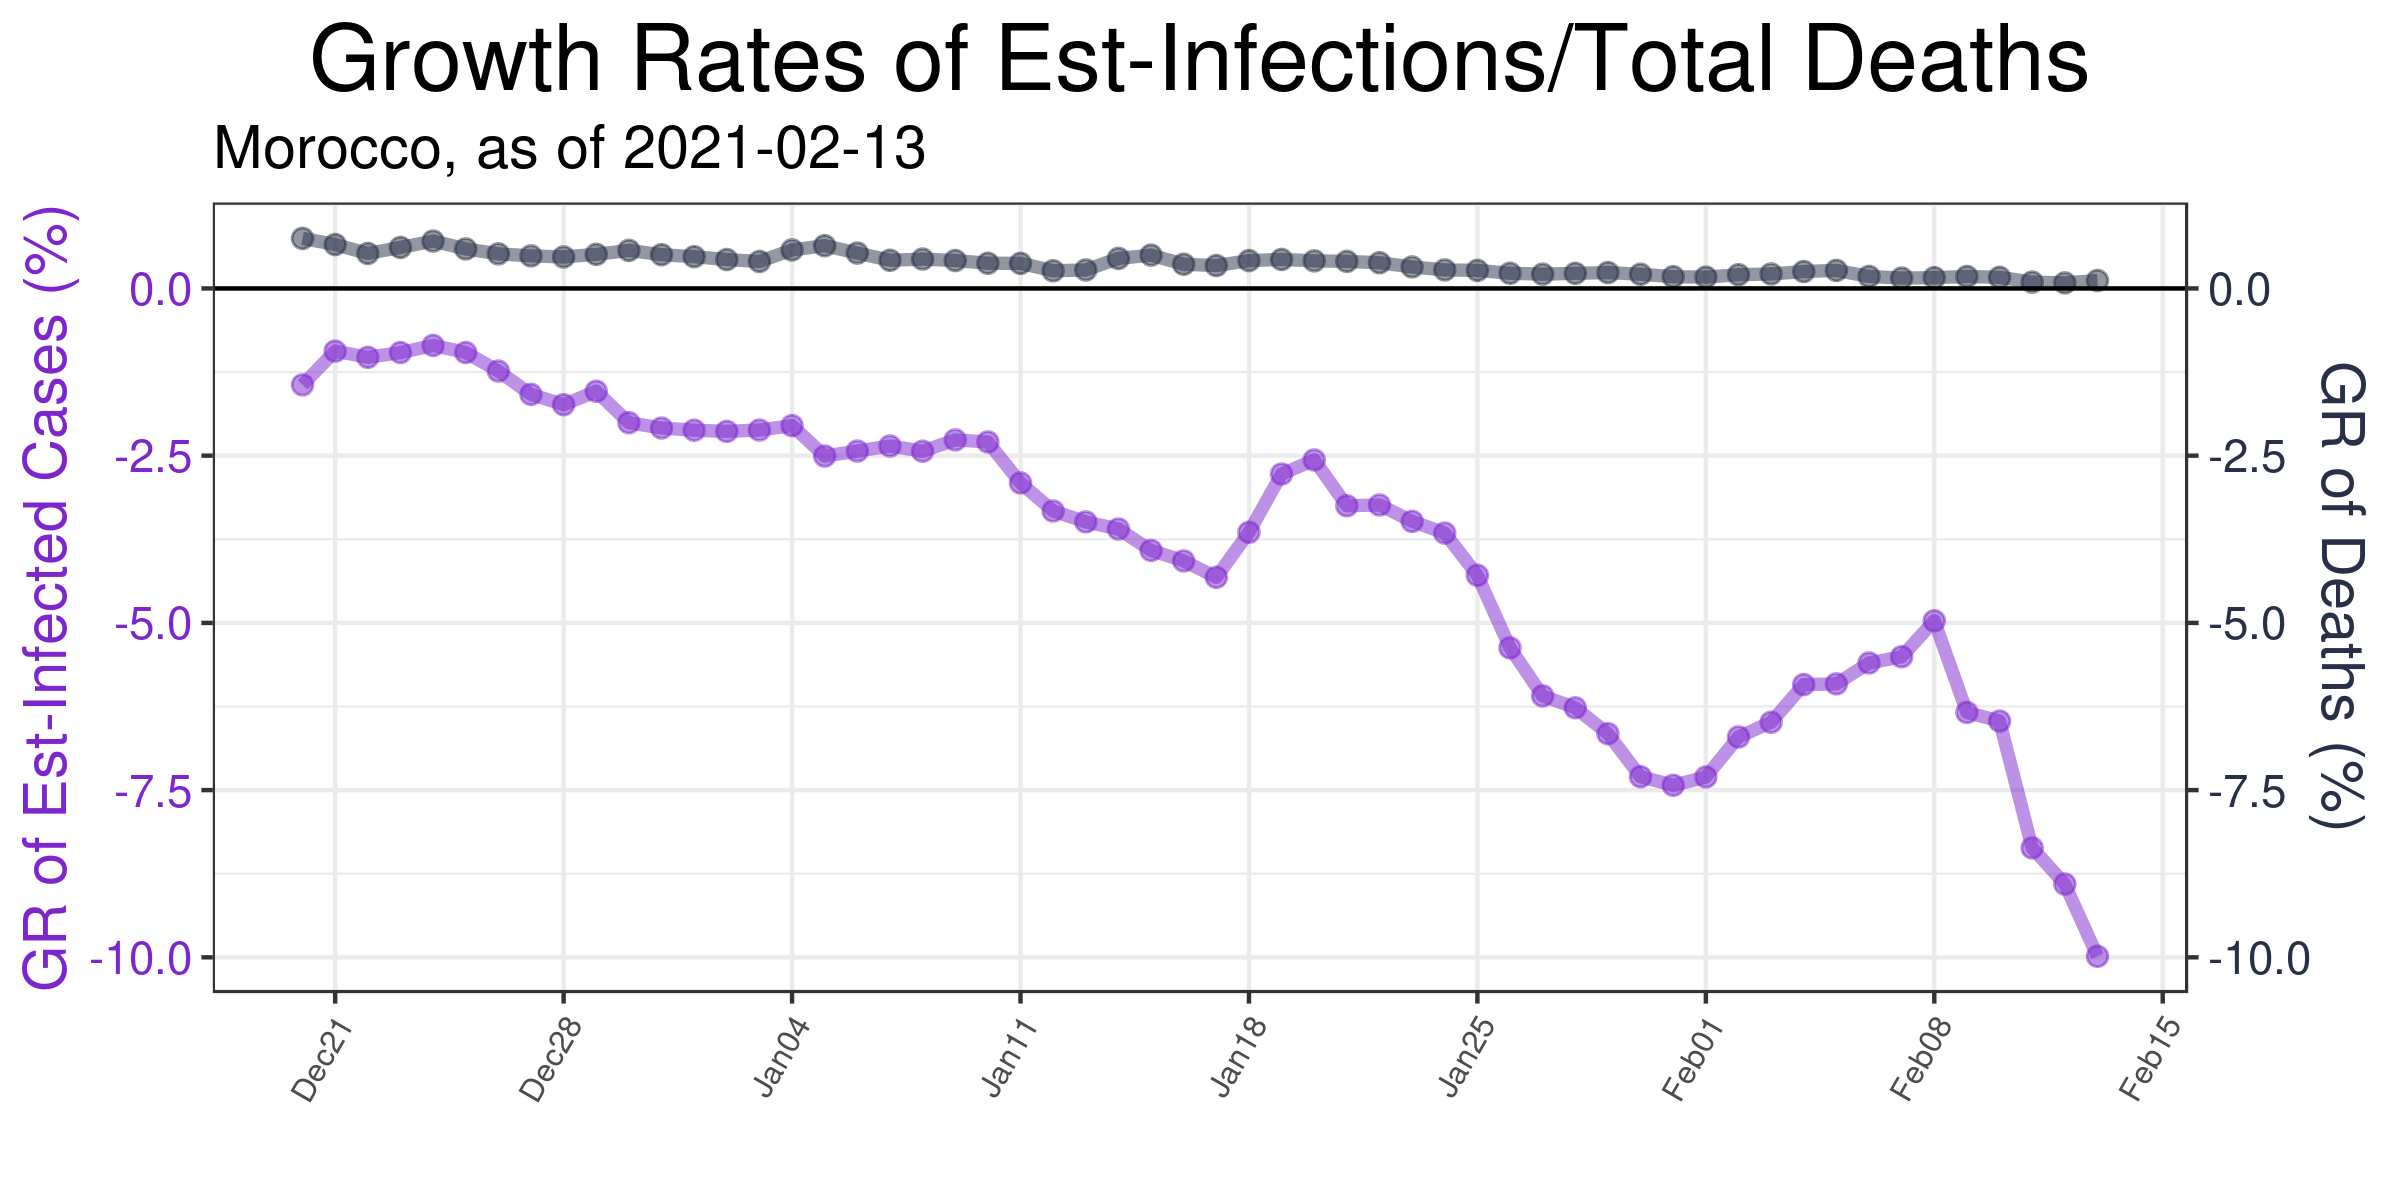 Growth Rates of Est-Infections/Total Deaths
Morocco, as of 2021-02-13
GR of Est-Infected Cases (%)
0.0
-2.5
-5.0
-7.5
-10.0
0.0
-2.5
-5.0
-7.5
-10.0
GR of Deaths (%)
Dec21
Dec28
Jan04
Jan11
Jan18
Jan25
Feb01
Feb08
Feb15